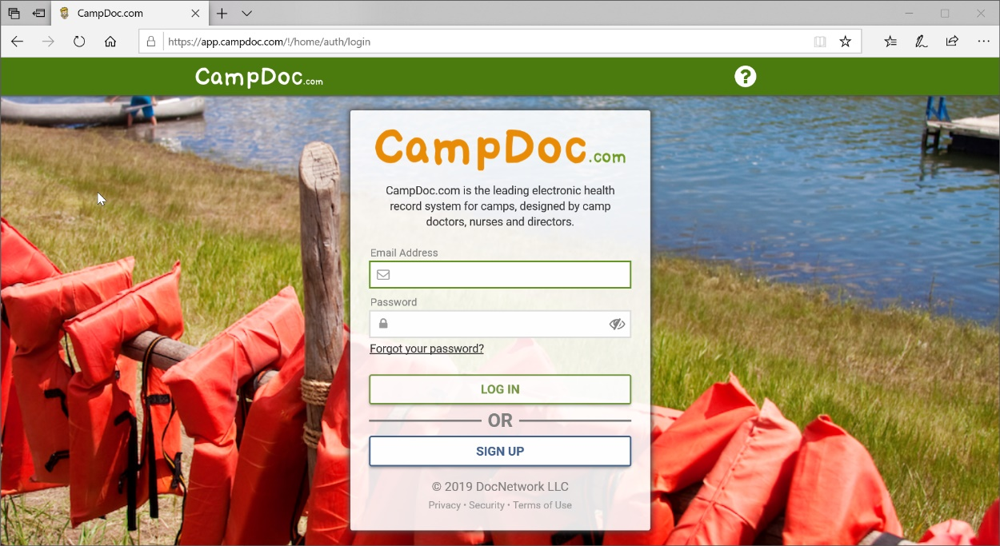 CampDoc.com
https://app.campdoc.com/!/home/auth/login
CampDoc.com
?
CampDoc.com
CampDoc.com is the leading electronic health
record system for camps, designed by camp
doctors, nurses and directors.
Email Address
Password
Forgot your password?
LOG IN
OR
SIGN UP
© 2019 DocNetwork LLC
Privacy • Security • Terms of Use